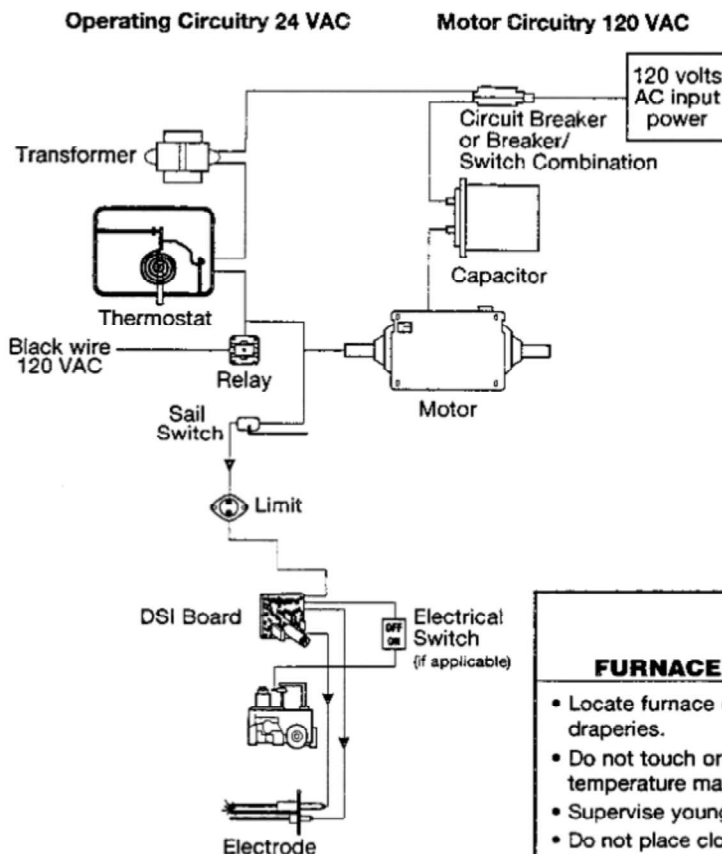 Operating Circuitry 24 VAC
Motor Circuitry 120 VAC
120 volts
AC input
power
Circuit Breaker
or Breaker/
Switch Combination
Transformer
Capacitor
Thermostat
Black wire
120 VAC
Relay
Motor
Sail
Switch
Limit
DSI Board
OFF
ON
Electrical
Switch
(if applicable)
Electrode
FURNACE
• Locate furnace
draperies.
• Do not touch or
temperature ma
• Supervise young
• Do not place clo